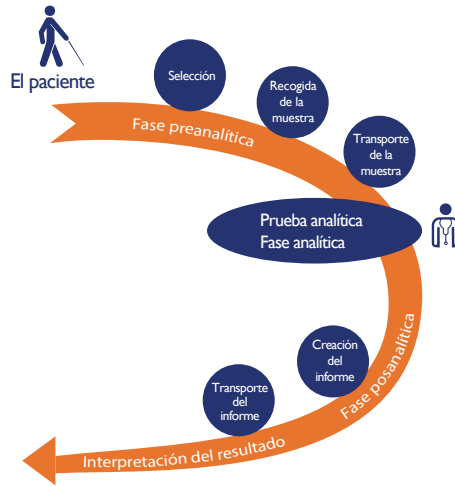 El paciente
Selección
Recogida
de la
muestra
Fase preanalítica
Transporte
de la
muestra
Prueba analítica
Fase analítica
Creación
del
informe
Fase posanalítica
Transporte
del
informe
Interpretación del resultado